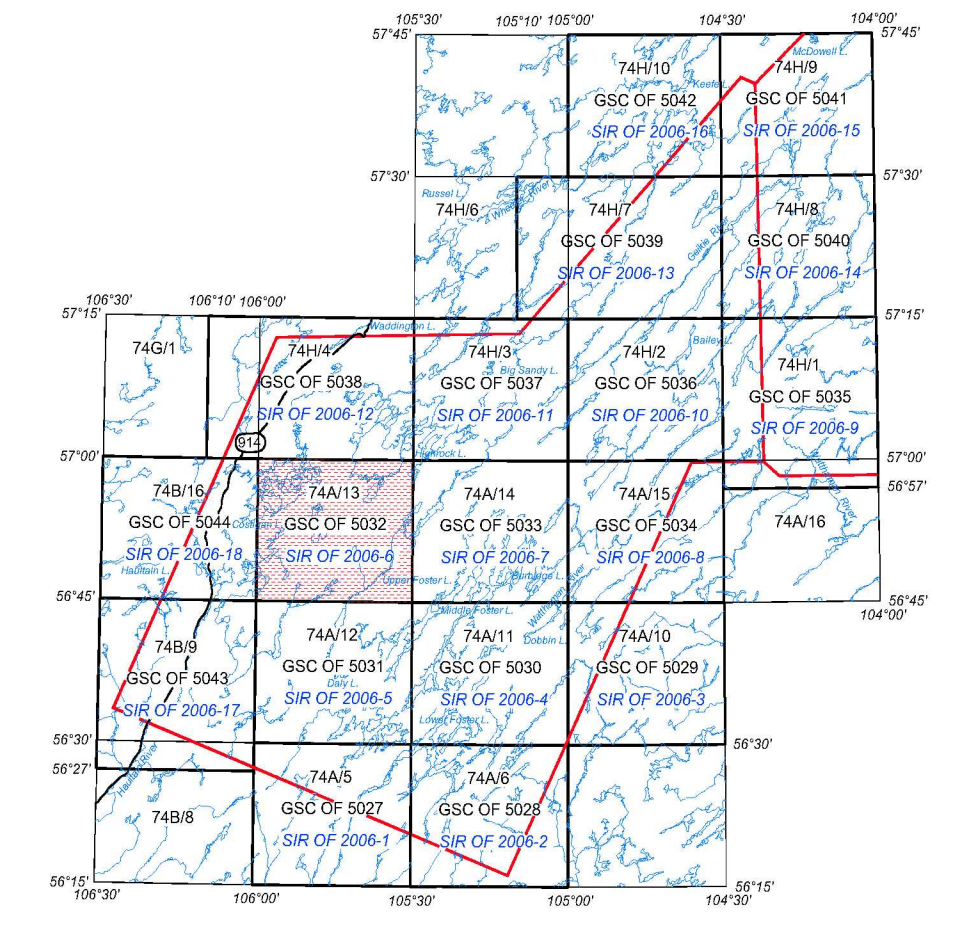 105°30'
105°10'
105°00'
104°30'
104°00'
57°45'
57°45'
McDowell L.
74H/10
74H/9
Keefe L.
GSC OF 5042
GSC OF 5041
SIR OF 2006-16
SIR OF 2006-15
57°30'
57°30'
Russel L.
Wheeler River
74H/6
74H/7
74H/8
Geikie River
GSC OF 5039
GSC OF 5040
SIR OF 2006-13
SIR OF 2006-14
106°30'
106°10'
106°00'
57°15'
57°15'
Waddington L.
74G/1
74H/4
74H/3
74H/2
Bailey L.
74H/1
Big Sandy L.
GSC OF 5038
GSC OF 5037
GSC OF 5036
GSC OF 5035
SIR OF 2006-12
SIR OF 2006-11
SIR OF 2006-10
SIR OF 2006-9
914
Highrock L.
57°00'
57°00'
56°57'
74B/16
74A/13
74A/14
74A/15
74A/16
GSC OF 5044
GSC OF 5032
GSC OF 5033
GSC OF 5034
SIR OF 2006-18
SIR OF 2006-6
SIR OF 2006-7
SIR OF 2006-8
Haultain L.
Upper Foster L.
56°45'
56°45'
104°00'
Middle Foster L.
74B/9
74A/12
74A/11
Dobbin L.
74A/10
GSC OF 5043
GSC OF 5031
GSC OF 5030
GSC OF 5029
Daly L.
SIR OF 2006-17
SIR OF 2006-5
SIR OF 2006-4
SIR OF 2006-3
Lower Foster L.
56°30'
56°30'
56°27'
Haultain River
74B/8
74A/5
74A/6
GSC OF 5027
GSC OF 5028
SIR OF 2006-1
SIR OF 2006-2
56°15'
56°15'
106°30'
106°00'
105°30'
105°00'
104°30'